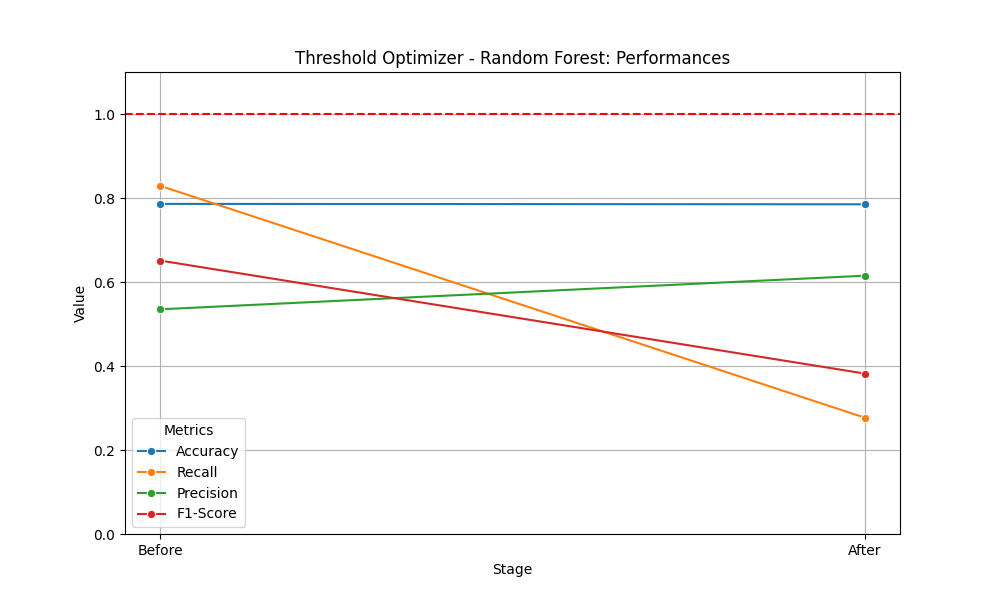 Threshold Optimizer - Random Forest: Performances
Value
1.0
0.8
0.6
0.4
0.2
0.0
Metrics
Accuracy
Recall
Precision
F1-Score
Before
After
Stage